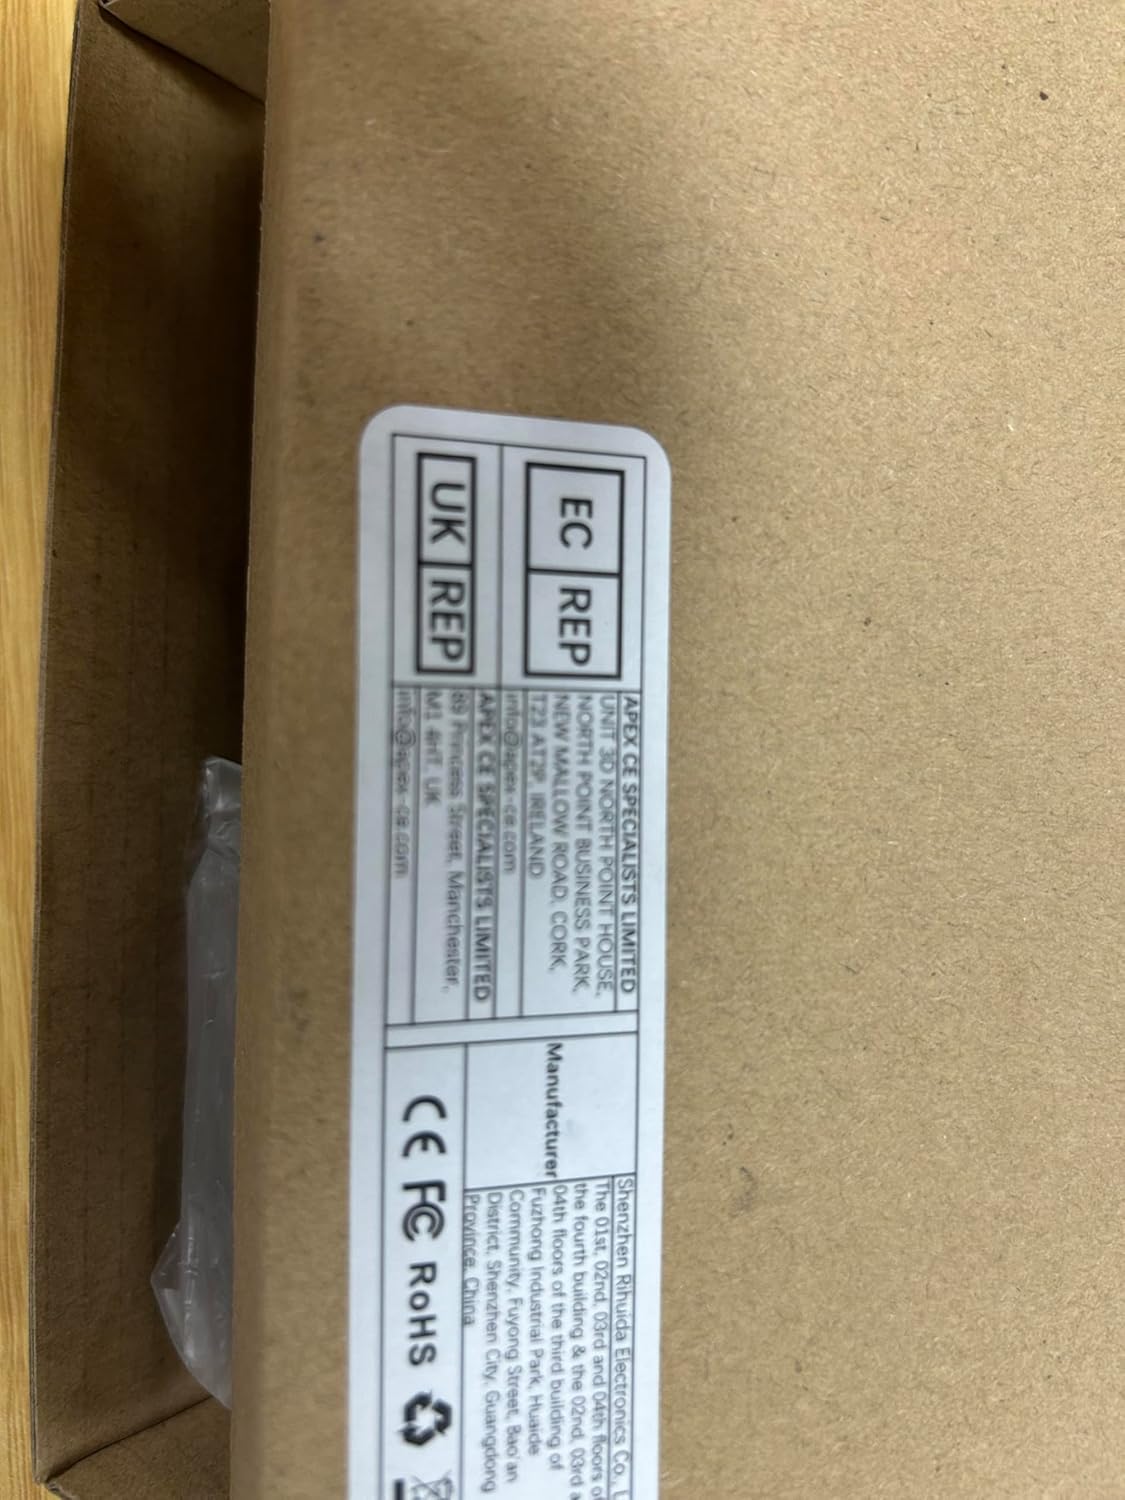 EC REP
APEX CE SPECIALISTS LIMITED
UNIT 3D NORTH POINT HOUSE,
NORTH POINT BUSINESS PARK,
NEW MALLOW ROAD, CORK,
T23 AT2P, IRELAND
info@apex-ce.com
UK REP
APEX CE SPECIALISTS LIMITED
89 Princess Street, Manchester,
M1 4HT, UK
info@apex-ce.com
Manufacturer
Shenzhen Rihuida Electronics Co.
The 01st, 02nd, 03rd and 04th floors
the fourth building & the 02nd, 03rd
04th floors of the third building of
Fuzhong Industrial Park, Huaide
Community, Fuyong Street, Bao'an
District, Shenzhen City, Guangdong
Province, China
CE FC RoHS